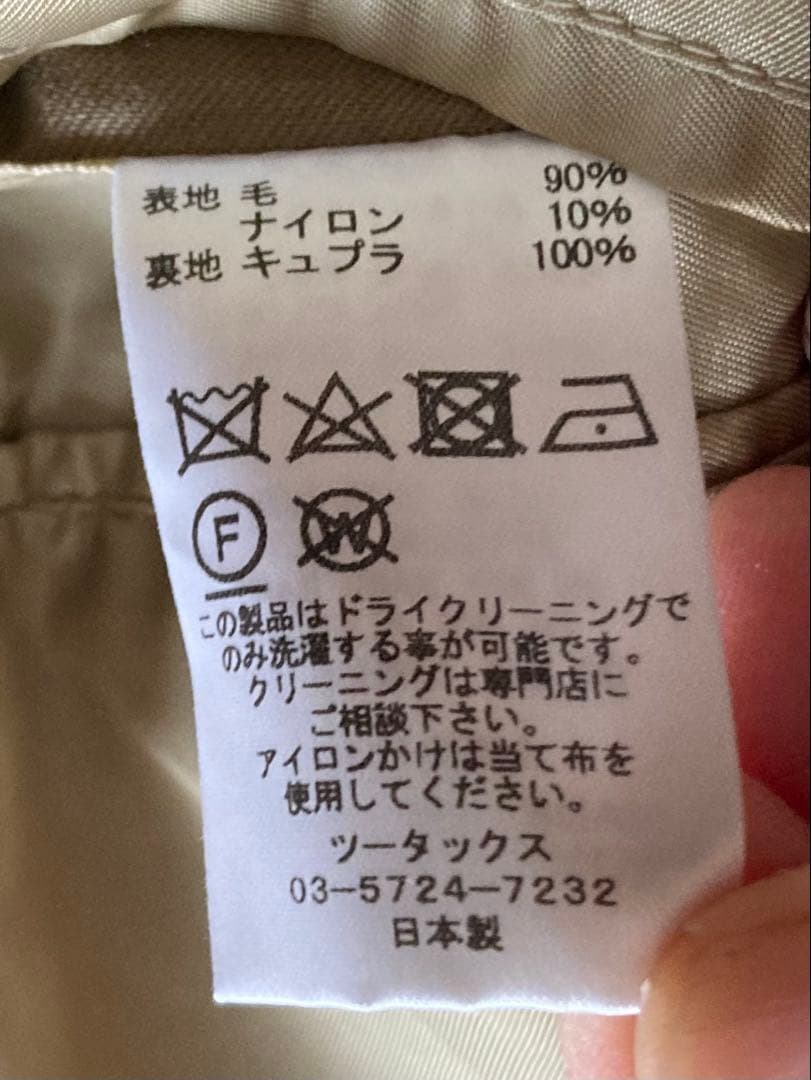 表地 毛 90%
ナイロン 10%
裏地 キュプラ 100%
F W
この製品はドライクリーニングで
のみ洗濯する事が可能です。
クリーニングは専門店に
ご相談下さい。
アイロンかけは当て布を
使用してください。
ツータックス
03-5724-7232
日本製